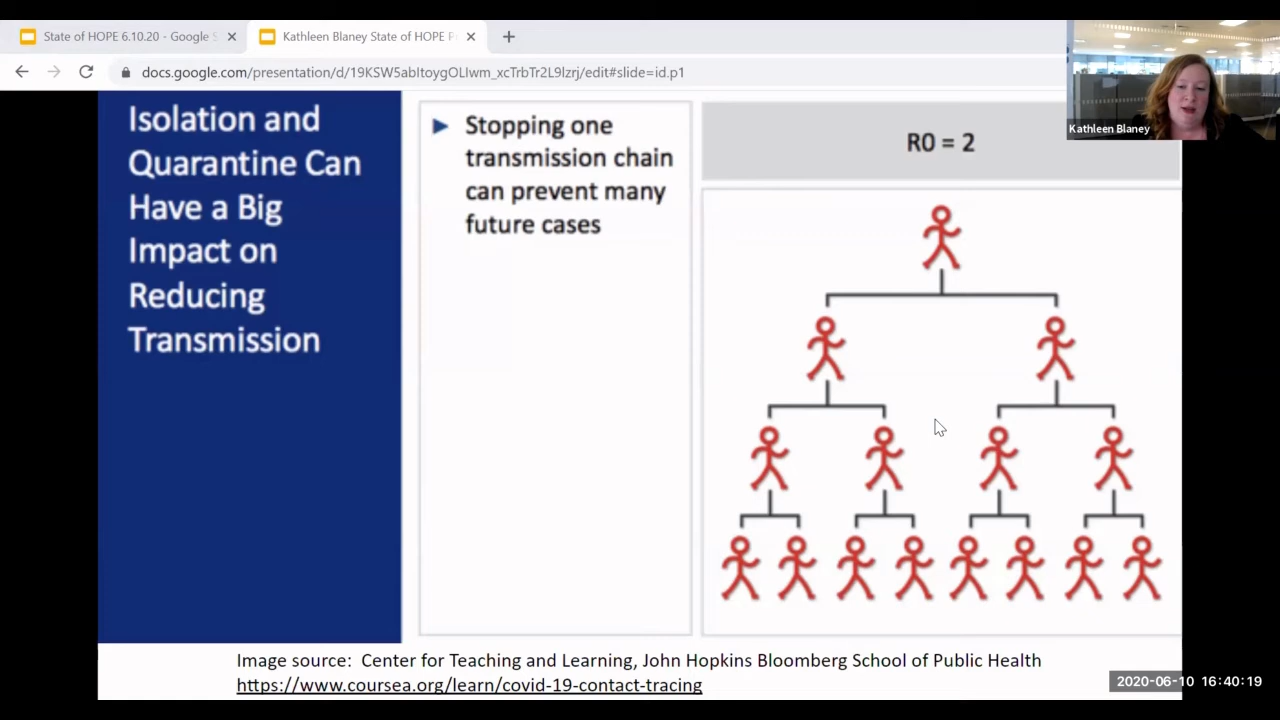 State of HOPE 6.10.20 - Google S
Kathleen Blaney State of HOPE P
docs.google.com/presentation/d/19KSW5abitoygOLIwm_xcTrbTr2L9Izrj/edit#slide=id.p1
Kathleen Blaney
Isolation and
Quarantine Can
Have a Big
Impact on
Reducing
Transmission
Stopping one
transmission chain
can prevent many
future cases
R0 = 2
Image source: Center for Teaching and Learning, John Hopkins Bloomberg School of Public Health
https://www.coursea.org/learn/covid-19-contact-tracing
2020-06-10 16:40:19